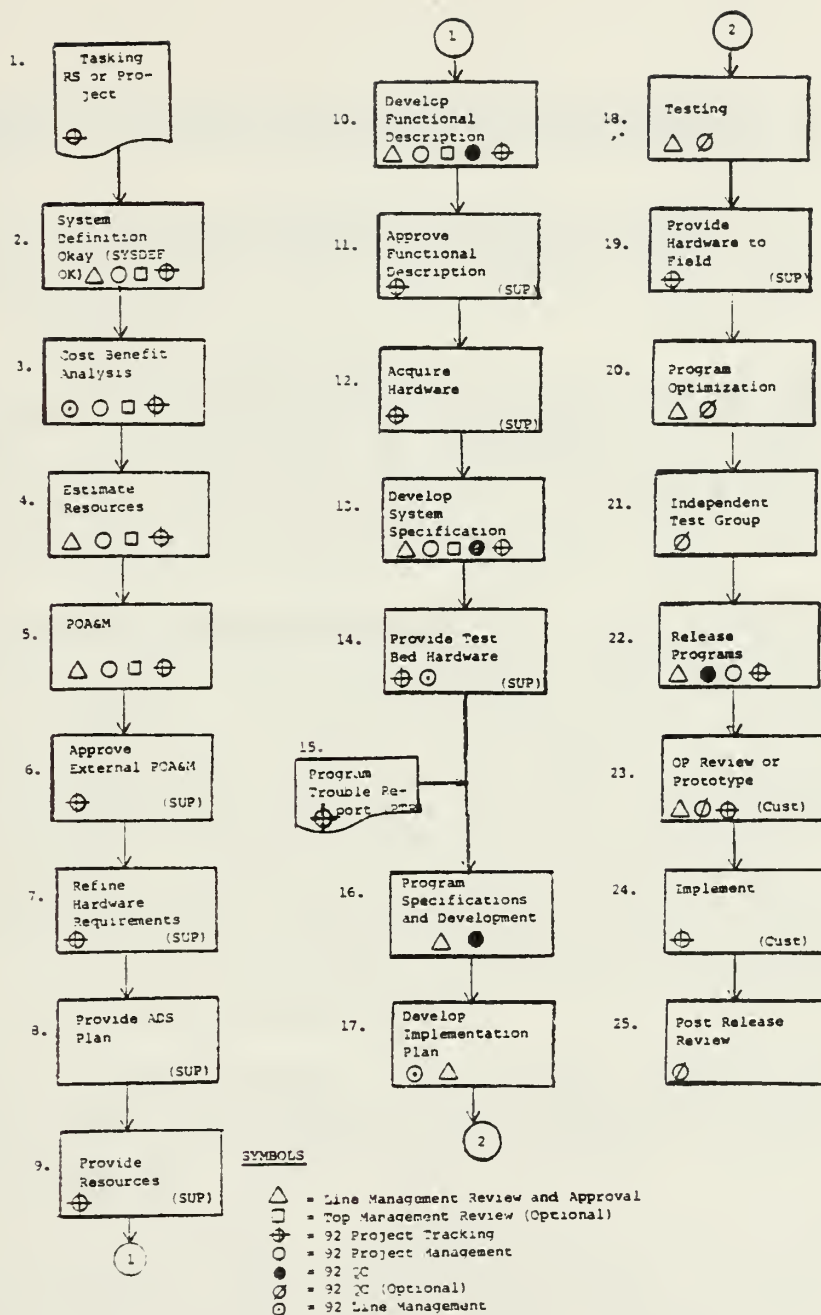 1.
Tasking
RS or Pro-
ject
2.
System
Definition
Okay (SYSDEF
OK)
3.
Cost Benefit
Analysis
4.
Estimate
Resources
5.
POA&M
6.
Approve
External POA&M
(SUP)
7.
Refine
Hardware
Requirements
(SUP)
8.
Provide ADS
Plan
(SUP)
9.
Provide
Resources
(SUP)
1
1
10.
Develop
Functional
Description
11.
Approve
Functional
Description
(SUP)
12.
Acquire
Hardware
(SUP)
13.
Develop
System
Specification
14.
Provide Test
Bed Hardware
(SUP)
15.
Program
Trouble Re-
port (PTR)
16.
Program
Specifications
and Development
17.
Develop
Implementation
Plan
2
2
18.
Testing
19.
Provide
Hardware to
Field
(SUP)
20.
Program
Optimization
21.
Independent
Test Group
22.
Release
Programs
23.
OP Review or
Prototype
(Cust)
24.
Implement
(Cust)
25.
Post Release
Review
SYMBOLS
= Line Management Review and Approval
= Top Management Review (Optional)
= 92 Project Tracking
= 92 Project Management
= 92 QC
= 92 QC (Optional)
= 92 Line Management